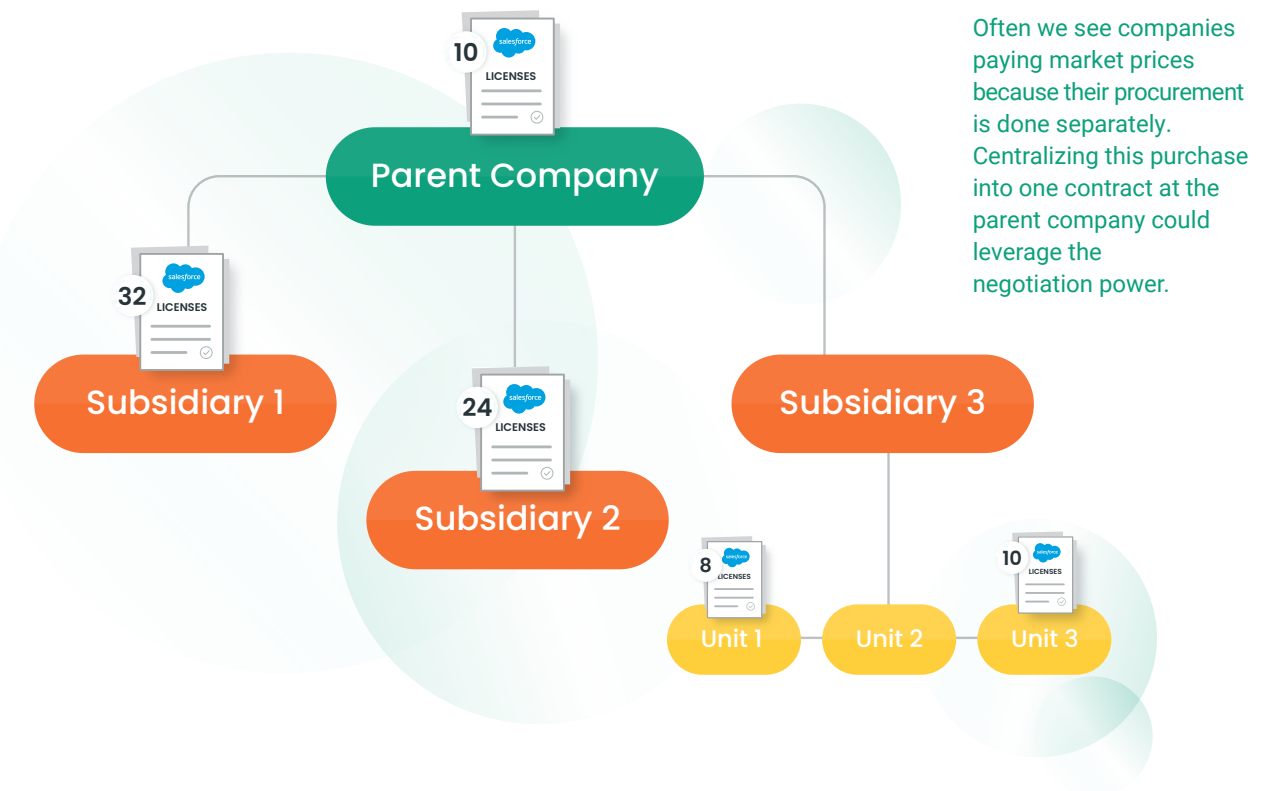 10
salesforce
LICENSES
Parent Company
Often we see companies
paying market prices
because their procurement
is done separately.
Centralizing this purchase
into one contract at the
parent company could
leverage the
negotiation power.
32
salesforce
LICENSES
Subsidiary 1
24
salesforce
LICENSES
Subsidiary 2
Subsidiary 3
8
salesforce
LICENSES
Unit 1
Unit 2
10
salesforce
LICENSES
Unit 3